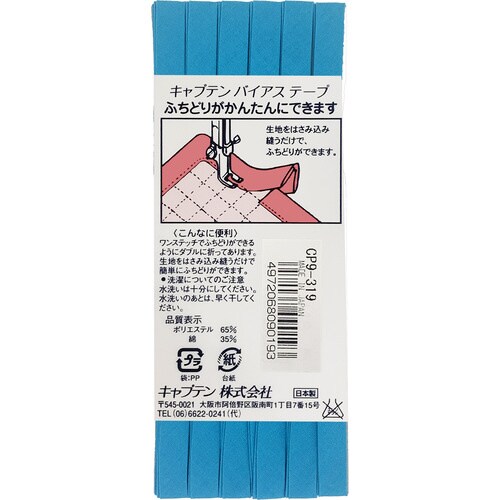 キャプテン バイアス テープ
ふちどりがかんたんにできます
生地をはさみ込み
縫うだけで、
ふちどりができます。
〈こんなに便利〉
ワンステッチでふちどりができる
ようにダブルに折ってあります。
生地をはさみ込み縫うだけで
簡単にふちどりができます。
●洗濯についてのご注意
水洗いは十分にしてください。
水洗いのあとは、早く干してく
ださい。
CP9-319
MADE IN JAPAN
4972068090193
品質表示
ポリエステル 65%
綿 35%
プラ
袋:PP
紙
台紙
キャプテン 株式会社
日本製
〒545-0021 大阪市阿倍野区阪南町1丁目7番15号
TEL (06)6622-0241(代)